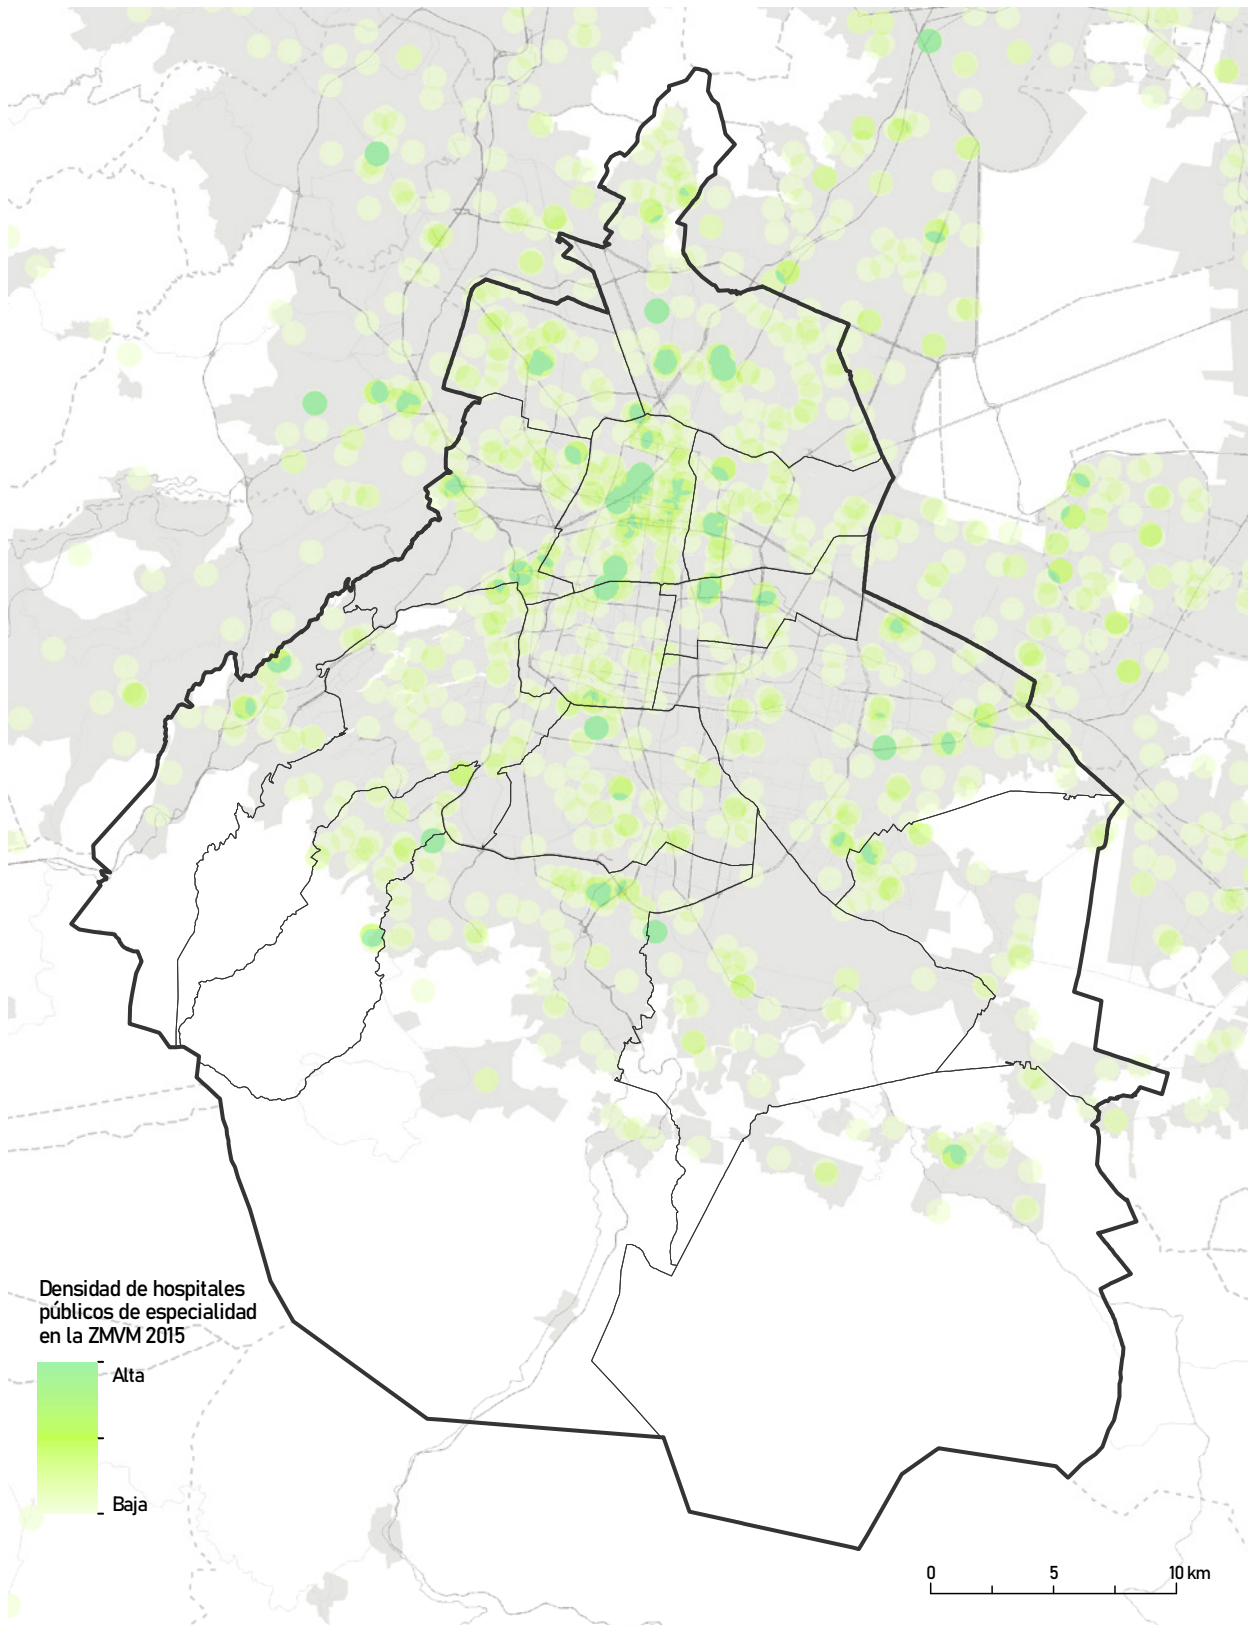 Densidad de hospitales
públicos de especialidad
en la ZMVM 2015
Alta
Baja
0 5 10 km